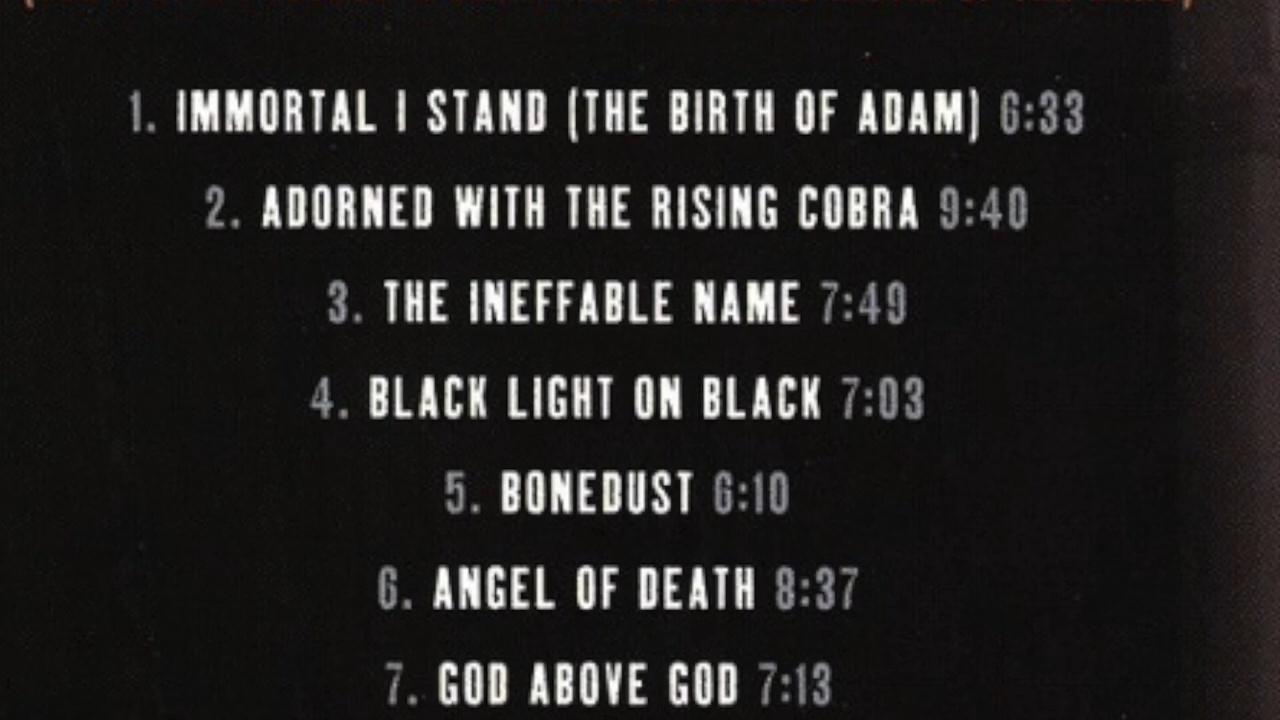 1. IMMORTAL I STAND (THE BIRTH OF ADAM) 6:33
2. ADORNED WITH THE RISING COBRA 9:40
3. THE INEFFABLE NAME 7:49
4. BLACK LIGHT ON BLACK 7:03
5. BONEDUST 6:10
6. ANGEL OF DEATH 8:37
7. GOD ABOVE GOD 7:13